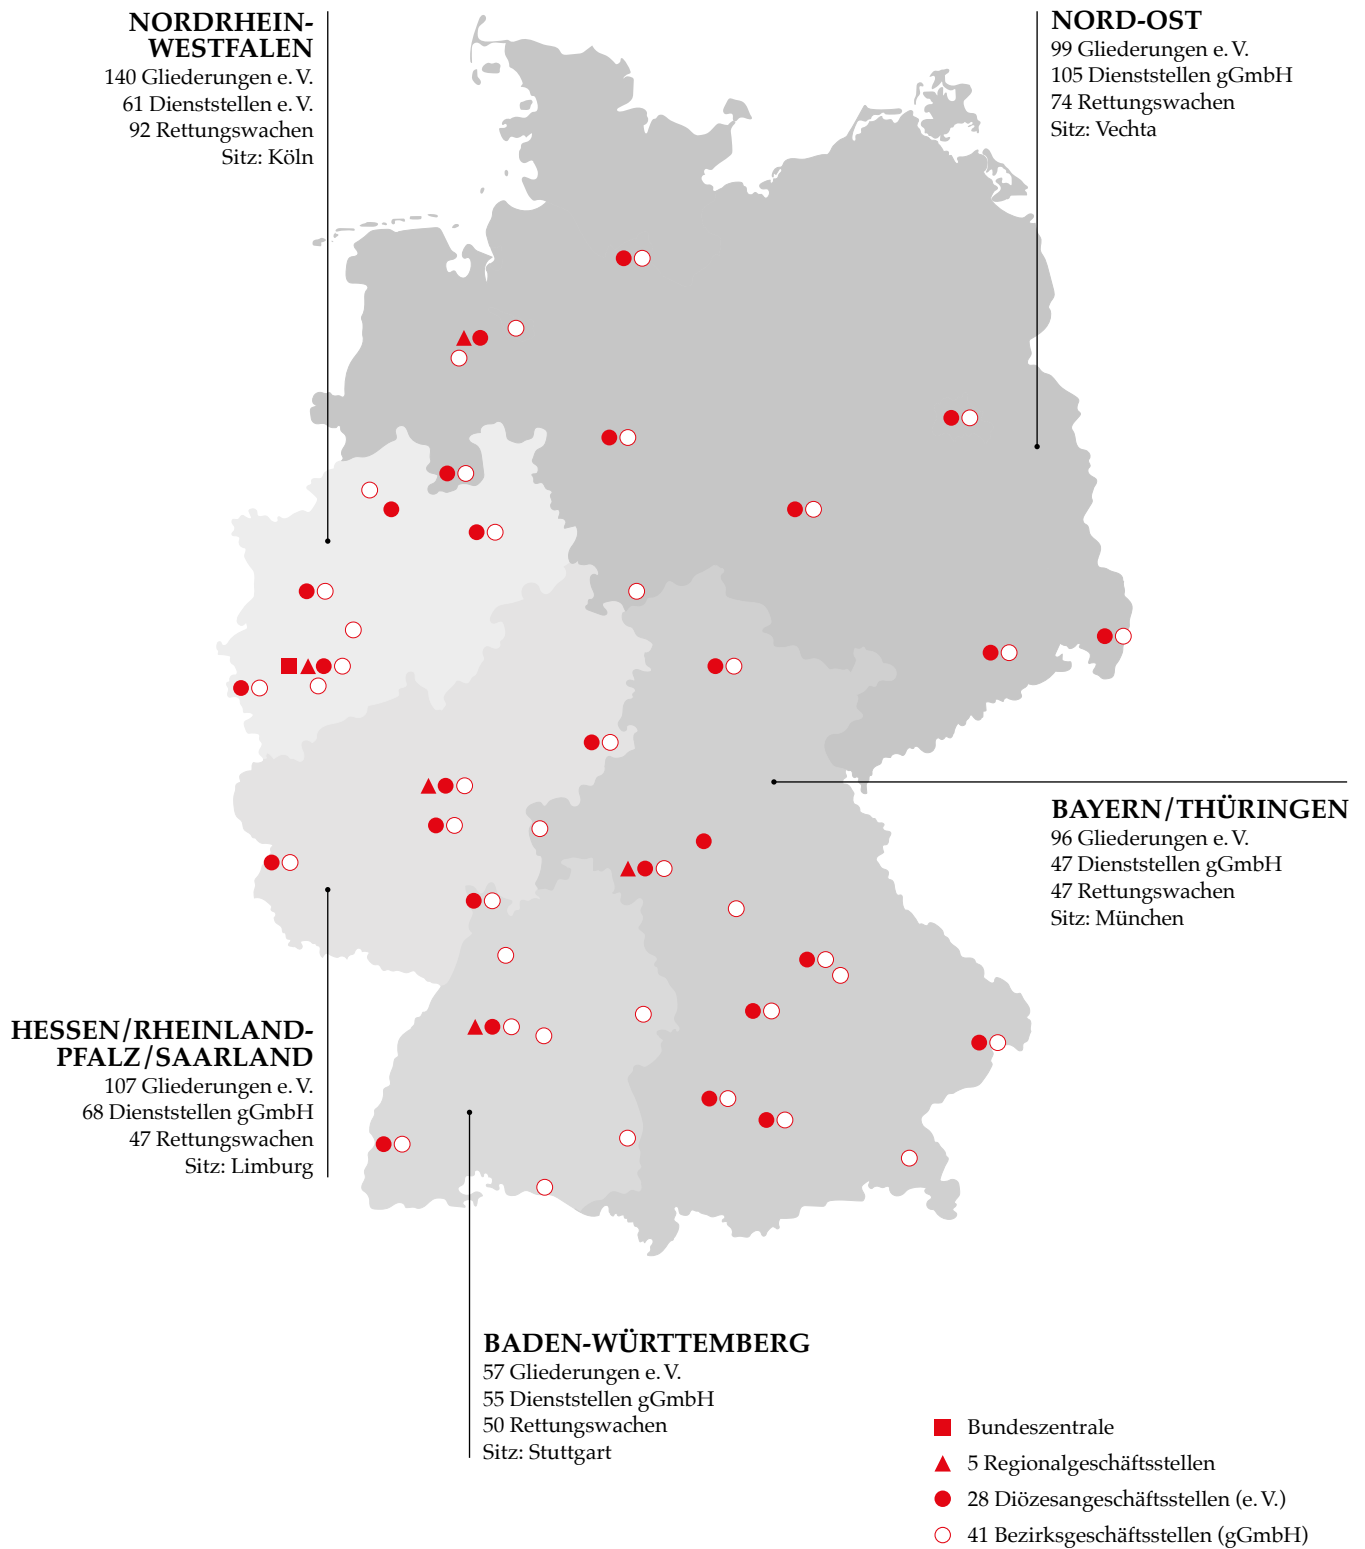 NORDRHEIN-
WESTFALEN
140 Gliederungen e. V.
61 Dienststellen e. V.
92 Rettungswachen
Sitz: Köln
NORD-OST
99 Gliederungen e. V.
105 Dienststellen gGmbH
74 Rettungswachen
Sitz: Vechta
BAYERN/THÜRINGEN
96 Gliederungen e. V.
47 Dienststellen gGmbH
47 Rettungswachen
Sitz: München
HESSEN/RHEINLAND-
PFALZ/SAARLAND
107 Gliederungen e. V.
68 Dienststellen gGmbH
47 Rettungswachen
Sitz: Limburg
BADEN-WÜRTTEMBERG
57 Gliederungen e. V.
55 Dienststellen gGmbH
50 Rettungswachen
Sitz: Stuttgart
Bundeszentrale
5 Regionalgeschäftsstellen
28 Diözesangeschäftsstellen (e. V.)
41 Bezirksgeschäftsstellen (gGmbH)